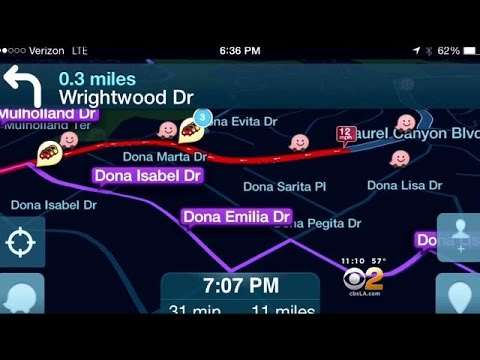 Verizon LTE 6:36 PM 62%
0.3 miles
Wrightwood Dr
Mulholland Dr
Mulholland Ter
3
Dona Evita Dr
12 mph
Laurel Canyon Blvd
Dona Marta Dr
Dona Isabel Dr
Dona Sarita Pl
Dona Lisa Dr
Dona Isabel Dr
Dona Emilia Dr
Dona Pegita Dr
Dona Lis
11:10 57°
2
cbsLA.com
7:07 PM
31 min 11 miles